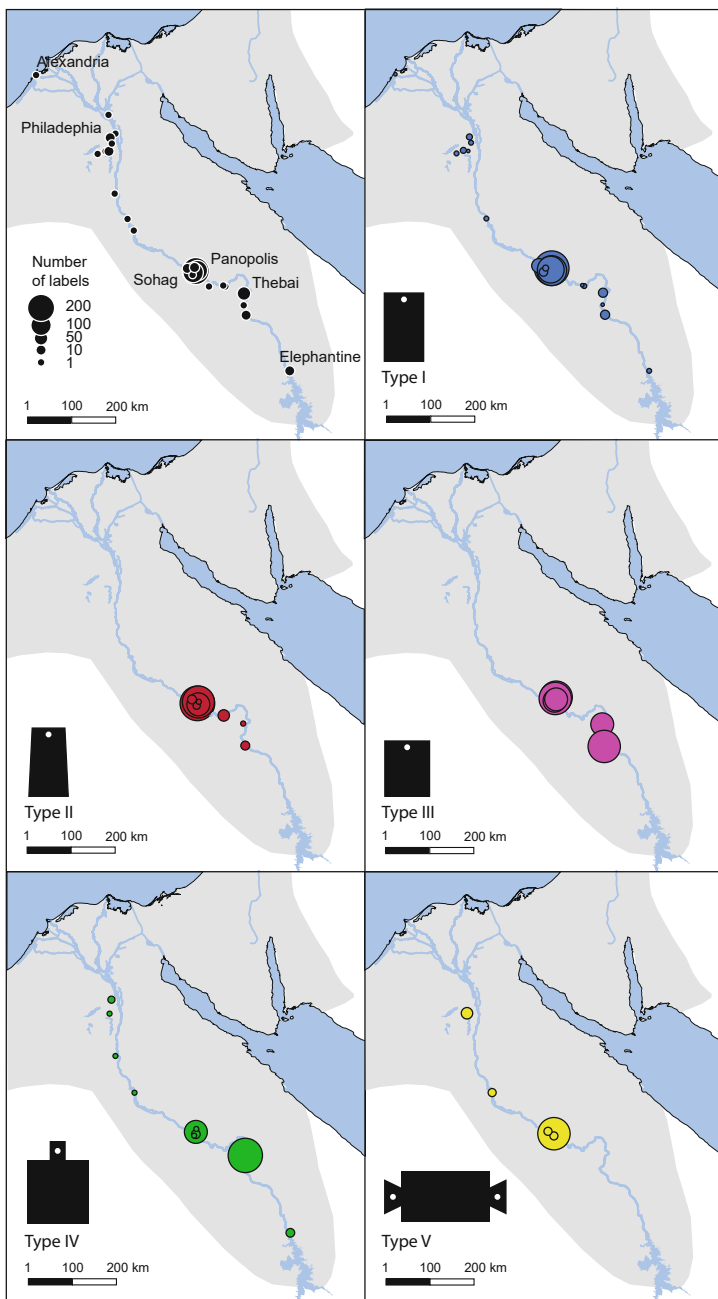 Alexandria
Philadephia
Panopolis
Sohag
Thebai
Elephantine
Number
of labels
200
100
50
10
1
1 100 200 km
Type I
1 100 200 km
Type II
1 100 200 km
Type III
1 100 200 km
Type IV
1 100 200 km
Type V
1 100 200 km